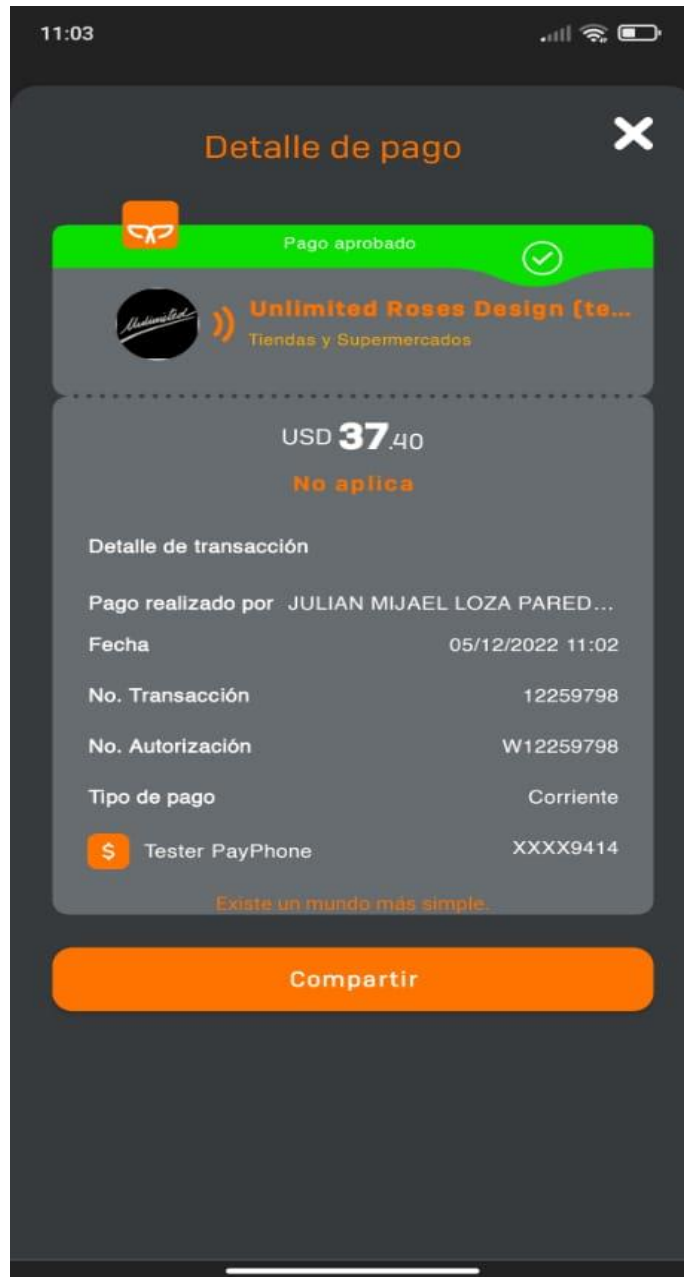 11:03
Detalle de pago
Pago aprobado
Unlimited
Unlimited Roses Design (te...
Tiendas y Supermercados
USD 37.40
No aplica
Detalle de transacción
Pago realizado por JULIAN MIJAEL LOZA PARED...
Fecha 05/12/2022 11:02
No. Transacción 12259798
No. Autorización W12259798
Tipo de pago Corriente
$ Tester PayPhone XXXX9414
Existe un mundo más simple.
Compartir